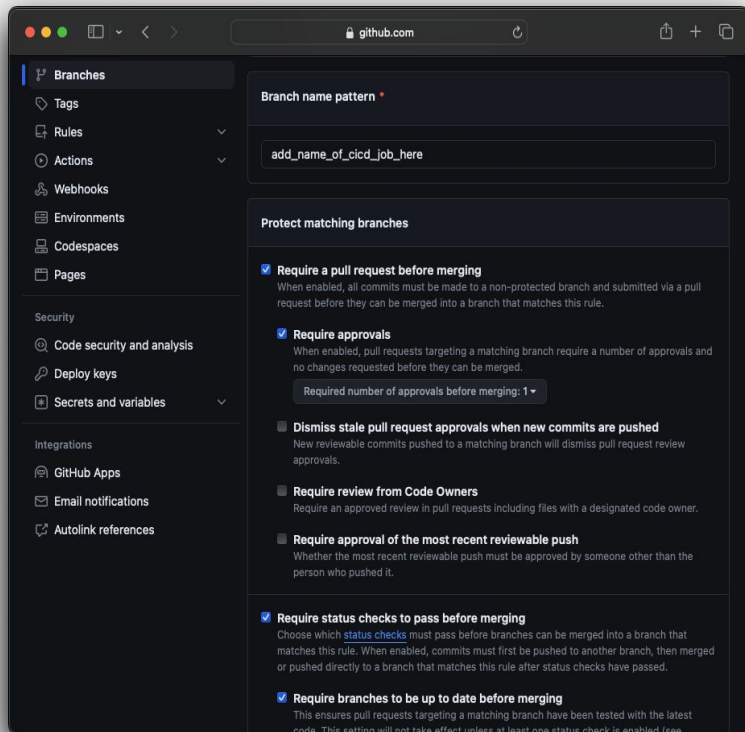 github.com
Branches
Tags
Rules
Actions
Webhooks
Environments
Codespaces
Pages
Security
Code security and analysis
Deploy keys
Secrets and variables
Integrations
GitHub Apps
Email notifications
Autolink references
Branch name pattern *
add_name_of_cicd_job_here
Protect matching branches
Require a pull request before merging
When enabled, all commits must be made to a non-protected branch and submitted via a pull
request before they can be merged into a branch that matches this rule.
Require approvals
When enabled, pull requests targeting a matching branch require a number of approvals and
no changes requested before they can be merged.
Required number of approvals before merging: 1
Dismiss stale pull request approvals when new commits are pushed
New reviewable commits pushed to a matching branch will dismiss pull request review
approvals.
Require review from Code Owners
Require an approved review in pull requests including files with a designated code owner.
Require approval of the most recent reviewable push
Whether the most recent reviewable push must be approved by someone other than the
person who pushed it.
Require status checks to pass before merging
Choose which status checks must pass before branches can be merged into a branch that
matches this rule. When enabled, commits must first be pushed to another branch, then merged
or pushed directly to a branch that matches this rule after status checks have passed.
Require branches to be up to date before merging
This ensures pull requests targeting a matching branch have been tested with the latest
code. This setting will not take effect unless at least one status check is enabled (see